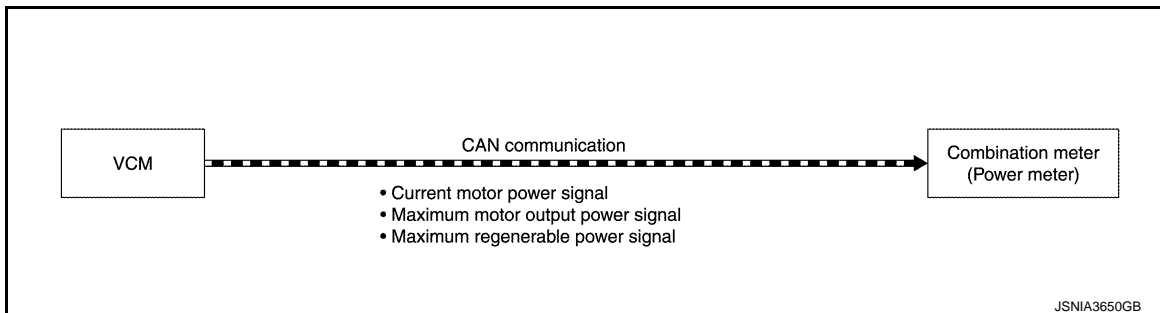 VCM
CAN communication
Combination meter
(Power meter)
• Current motor power signal
• Maximum motor output power signal
• Maximum regenerable power signal
JSNIA3650GB